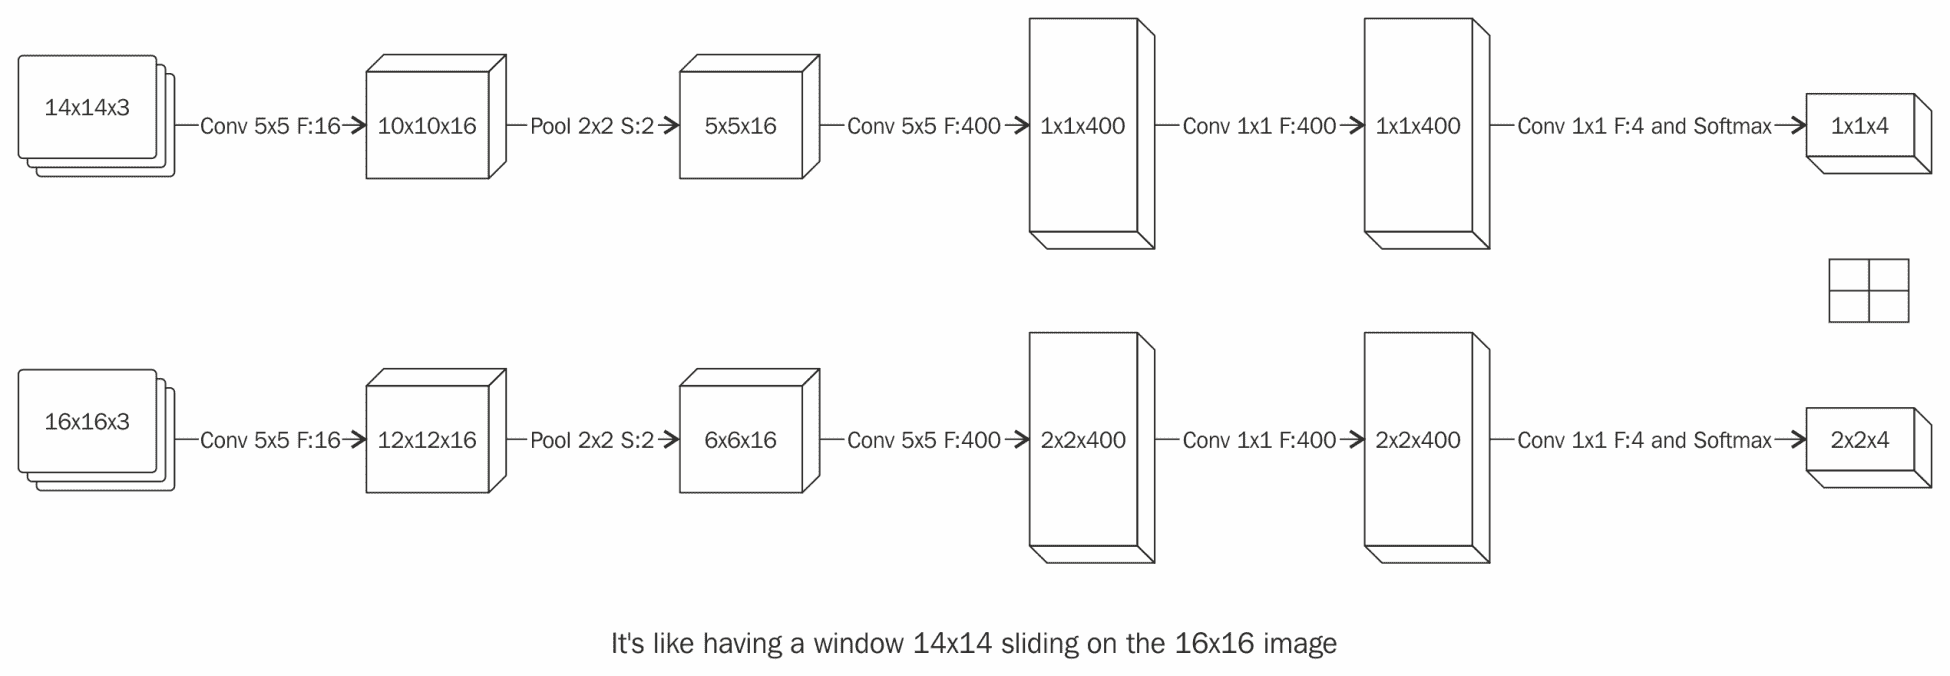 14x14x3
Conv 5x5 F:16
10x10x16
Pool 2x2 S:2
5x5x16
Conv 5x5 F:400
1x1x400
Conv 1x1 F:400
1x1x400
Conv 1x1 F:4 and Softmax
1x1x4
16x16x3
Conv 5x5 F:16
12x12x16
Pool 2x2 S:2
6x6x16
Conv 5x5 F:400
2x2x400
Conv 1x1 F:400
2x2x400
Conv 1x1 F:4 and Softmax
2x2x4
It's like having a window 14x14 sliding on the 16x16 image